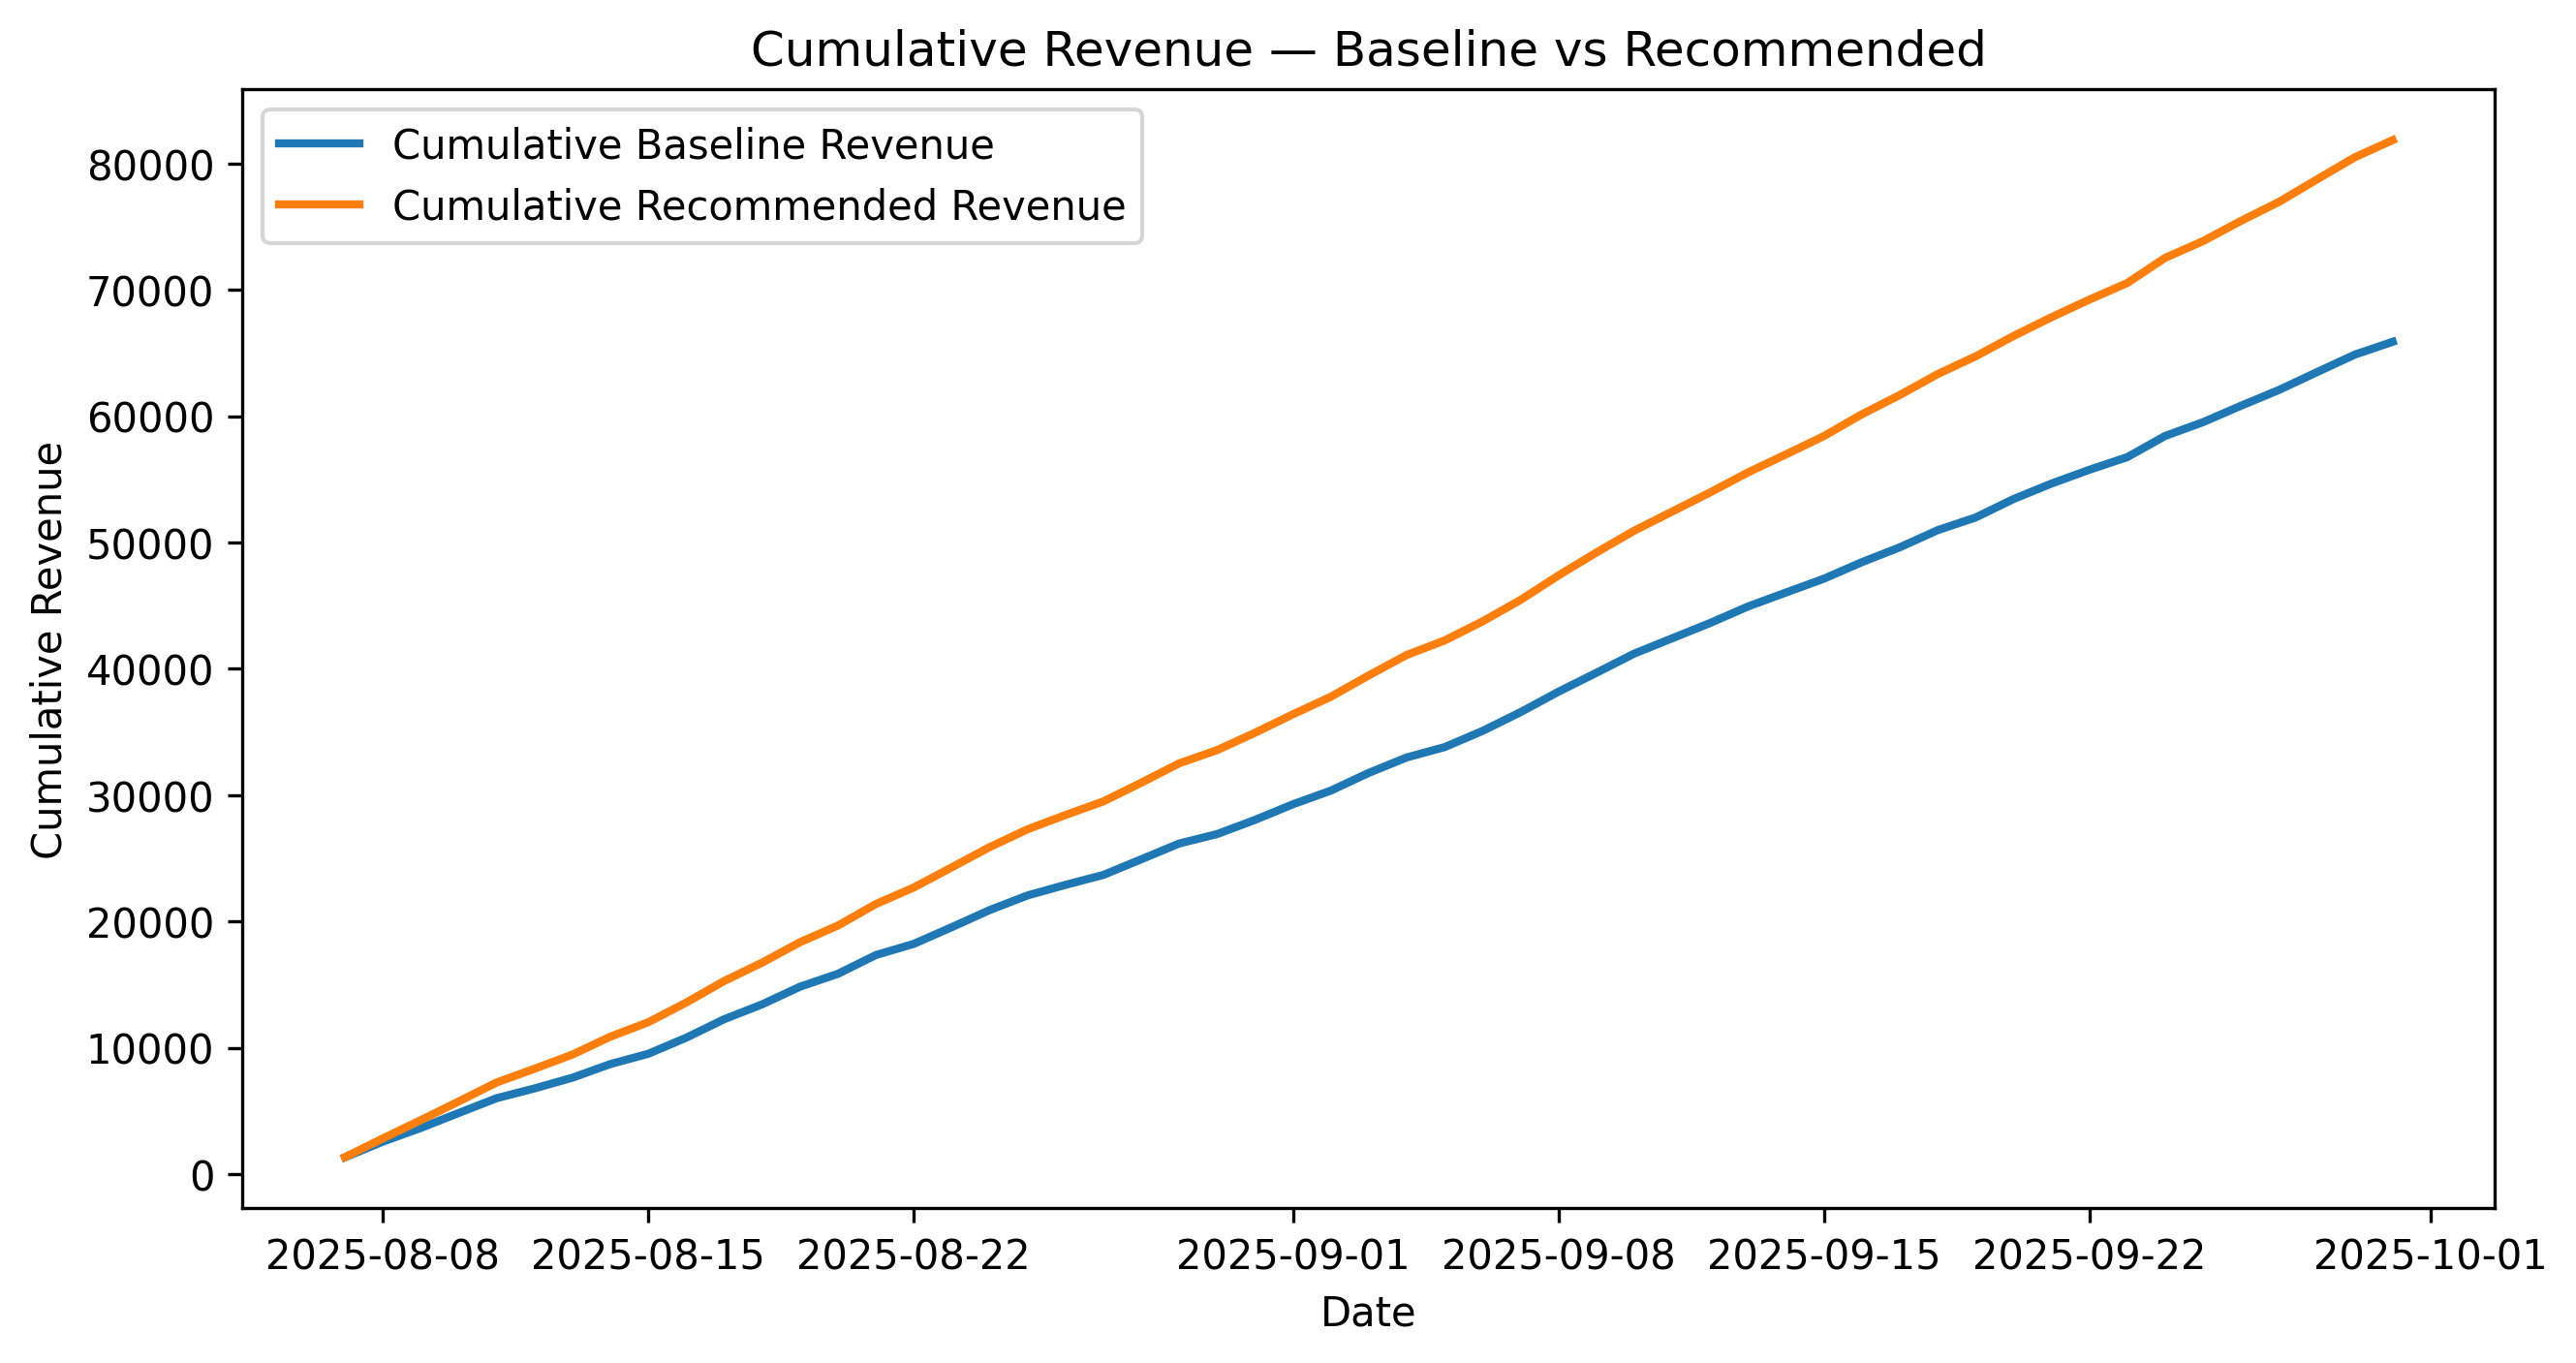 Cumulative Revenue — Baseline vs Recommended
Cumulative Baseline Revenue
Cumulative Recommended Revenue
Cumulative Revenue
80000
70000
60000
50000
40000
30000
20000
10000
0
2025-08-08 2025-08-15 2025-08-22 2025-09-01 2025-09-08 2025-09-15 2025-09-22 2025-10-01
Date